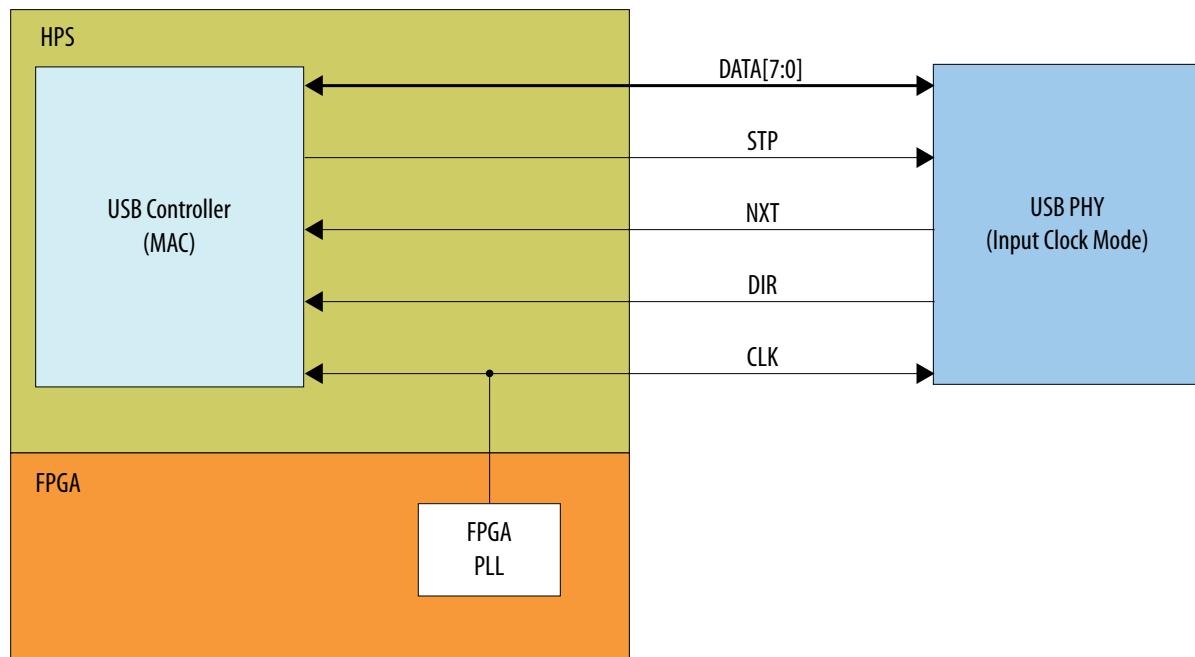 HPS
DATA[7:0]
STP
USB Controller
(MAC)
NXT
USB PHY
(Input Clock Mode)
DIR
CLK
FPGA
FPGA
PLL